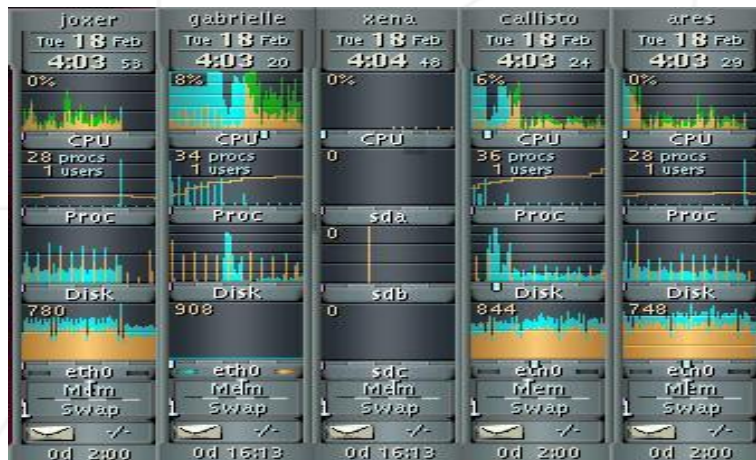 joxer
Tue 18 Feb
4:03 53
0%
CPU
28 procs
1 users
Proc
Disk
780
eth0
Mem
Swap
1
-/-
0d 2:00
gabrielle
Tue 18 Feb
4:03 20
8%
CPU
34 procs
1 users
Proc
Disk
908
eth0
Mem
Swap
1
-/-
0d 16:13
xena
Tue 18 Feb
4:04 48
0%
CPU
0
sda
0
sdb
0
sdc
Mem
Swap
1
-/-
0d 16:13
callisto
Tue 18 Feb
4:03 24
6%
CPU
36 procs
1 users
Proc
Disk
844
eth0
Mem
Swap
1
-/-
0d 2:00
ares
Tue 18 Feb
4:03 29
0%
CPU
28 procs
1 users
Proc
Disk
748
eth0
Mem
Swap
1
-/-
0d 2:00